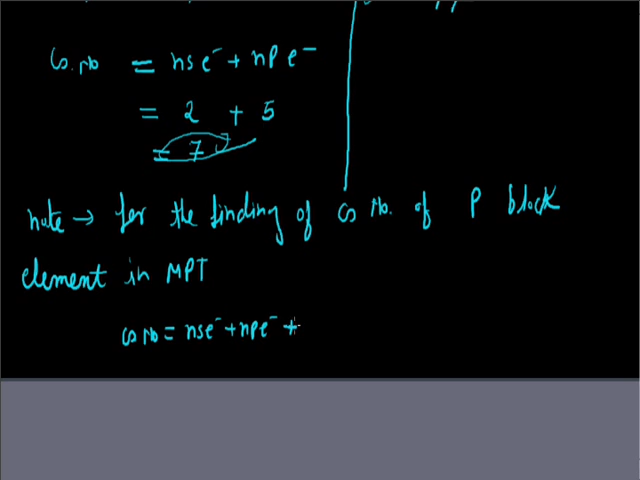 G. No = nse⁻ + npe⁻
= 2 + 5
= 7
note → for the finding of G No. of P block
element in MPT
G No = nse⁻ + npe⁻ +